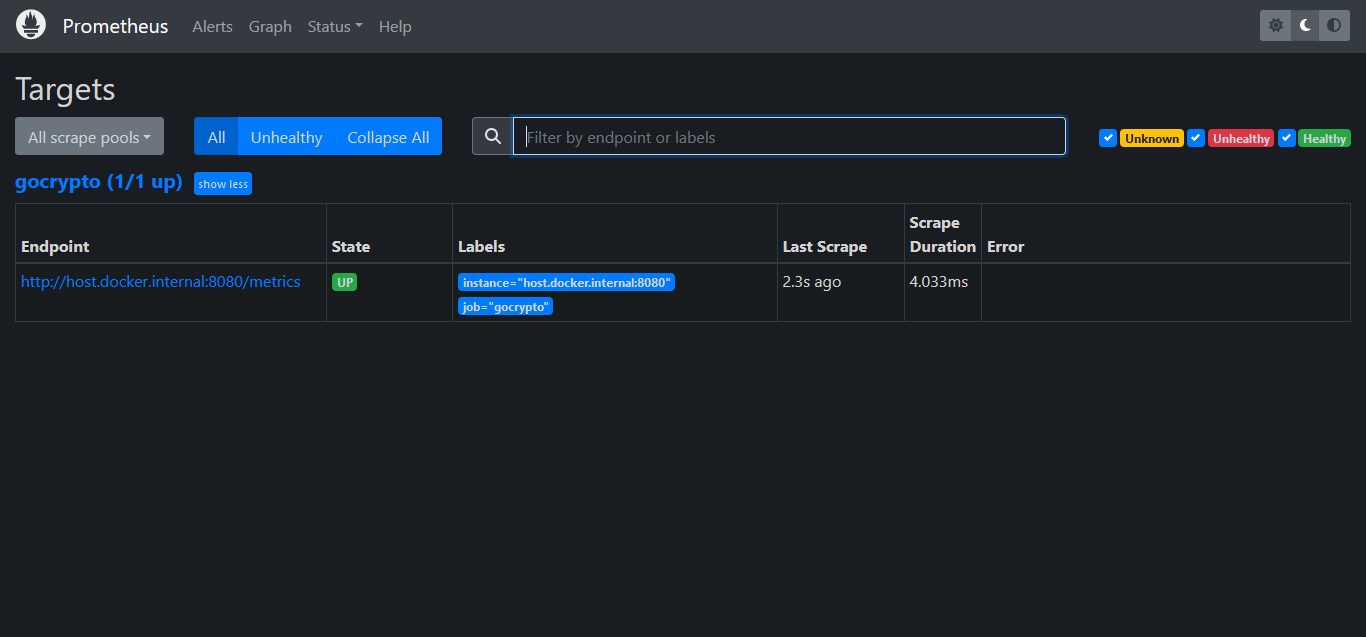 Prometheus Alerts Graph Status Help
Targets
All scrape pools All Unhealthy Collapse All Filter by endpoint or labels Unknown Unhealthy Healthy
gocrypto (1/1 up) show less
Endpoint State Labels Last Scrape Scrape Duration Error
http://host.docker.internal:8080/metrics UP instance="host.docker.internal:8080" 2.3s ago 4.033ms
job="gocrypto"